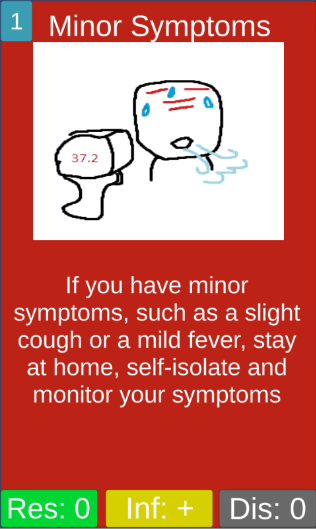 1
Minor Symptoms
37.2
If you have minor
symptoms, such as a slight
cough or a mild fever, stay
at home, self-isolate and
monitor your symptoms
Res: 0
Inf: +
Dis: 0